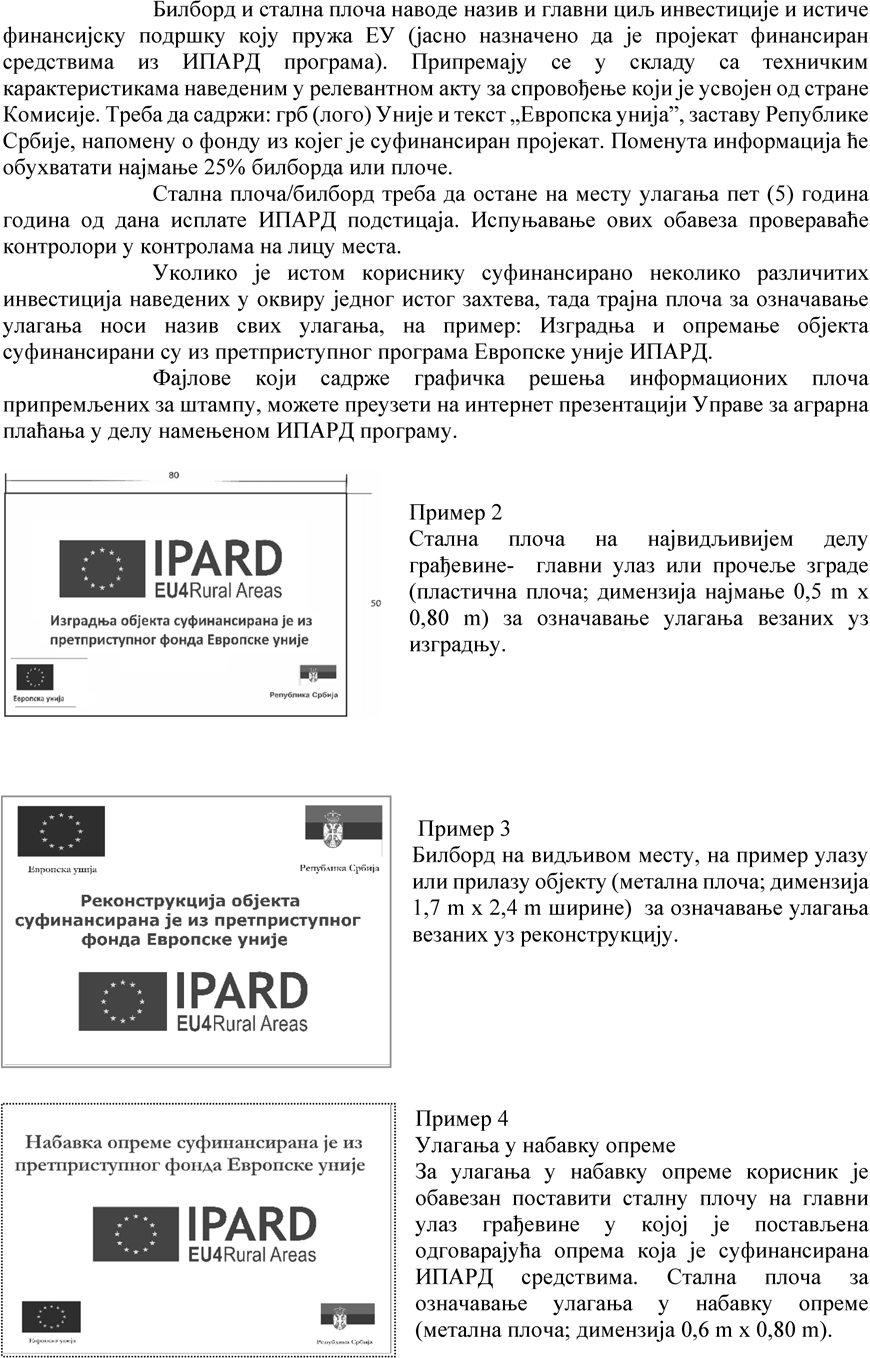 Билборд и стална плоча наводе назив и главни циљ инвестиције и истиче
финансијску подршку коју пружа ЕУ (јасно назначено да је пројекат финансиран
средствима из ИПАРД програма). Припремају се у складу са техничким
карактеристикама наведеним у релевантном акту за спровођење који је усвојен од стране
Комисије. Треба да садржи: грб (лого) Уније и текст „Европска унија”, заставу Републике
Србије, напомену о фонду из којег је суфинансиран пројекат. Поменута информација ће
обухватати најмање 25% билборда или плоче.
Стална плоча/билборд треба да остане на месту улагања пет (5) година
година од дана исплате ИПАРД подстицаја. Испуњавање ових обавеза провераваће
контролори у контролама на лицу места.
Уколико је истом кориснику суфинансирано неколико различитих
инвестиција наведених у оквиру једног истог захтева, тада трајна плоча за означавање
улагања носи назив свих улагања, на пример: Изградња и опремање објекта
суфинансирани су из претприступног програма Европске уније ИПАРД.
Фајлове који садрже графичка решења информационих плоча
припремљених за штампу, можете преузети на интернет презентацији Управе за аграрна
плаћања у делу намењеном ИПАРД програму.
80
50
IPARD
EU4Rural Areas
Изградња објекта суфинансирана је из
претприступног фонда Европске уније
Европска унија
Република Србија
Пример 2
Стална плоча на највидљивијем делу
грађевине- главни улаз или прочеље зграде
(пластична плоча; димензија најмање 0,5 m x
0,80 m) за означавање улагања везаних уз
изградњу.
Европска унија
Република Србија
Реконструкција објекта
суфинансирана је из претприступног
фонда Европске уније
IPARD
EU4Rural Areas
Пример 3
Билборд на видљивом месту, на пример улазу
или прилазу објекту (метална плоча; димензија
1,7 m x 2,4 m ширине) за означавање улагања
везаних уз реконструкцију.
Набавка опреме суфинансирана је из
претприступног фонда Европске уније
IPARD
EU4Rural Areas
Европска унија
Република Србија
Пример 4
Улагања у набавку опреме
За улагања у набавку опреме корисник је
обавезан поставити сталну плочу на главни
улаз грађевине у којој је постављена
одговарајућа опрема која је суфинансирана
ИПАРД средствима. Стална плоча за
означавање улагања у набавку опреме
(метална плоча; димензија 0,6 m x 0,80 m).